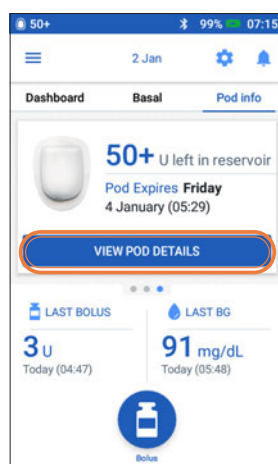 50+ 99% 07:15
2 Jan
Dashboard Basal Pod info
50+ U left in reservoir
Pod Expires Friday
4 January (05:29)
VIEW POD DETAILS
LAST BOLUS LAST BG
3 U 91 mg/dL
Today (04:47) Today (05:48)
Bolus